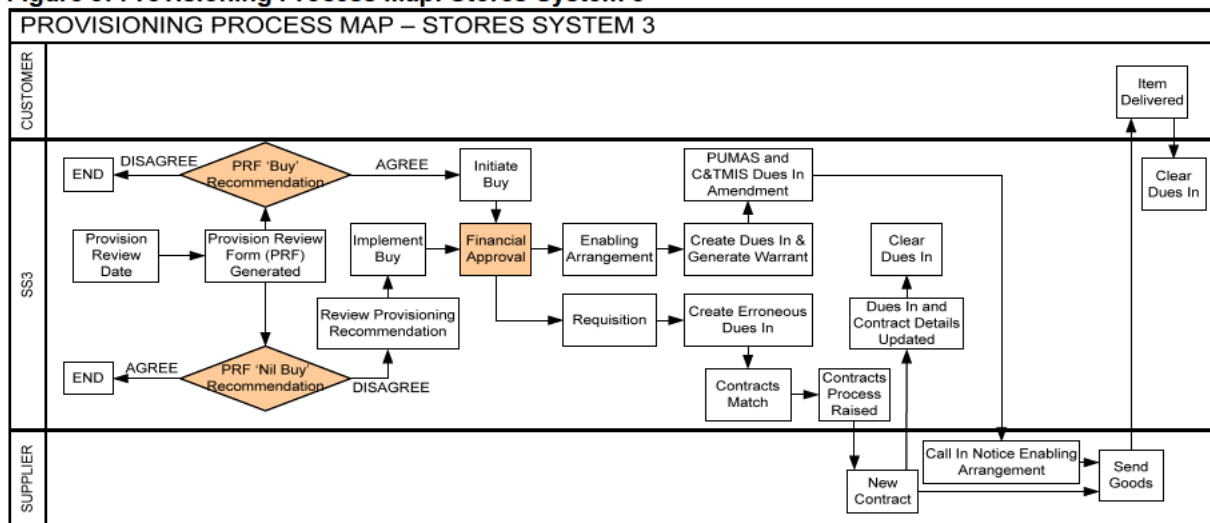 PROVISIONING PROCESS MAP – STORES SYSTEM 3
CUSTOMER
Item
Delivered
SS3
END
DISAGREE
PRF 'Buy'
Recommendation
AGREE
Initiate
Buy
PUMAS and
C&TMIS Dues In
Amendment
Clear
Dues In
Provision
Review
Date
Provision Review
Form (PRF)
Generated
Implement
Buy
Financial
Approval
Enabling
Arrangement
Create Dues In &
Generate Warrant
Clear
Dues In
Review Provisioning
Recommendation
Requisition
Create Erroneous
Dues In
Dues In and
Contract Details
Updated
END
AGREE
PRF 'Nil Buy'
Recommendation
DISAGREE
Contracts
Match
Contracts
Process
Raised
SUPPLIER
New
Contract
Call In Notice Enabling
Arrangement
Send
Goods